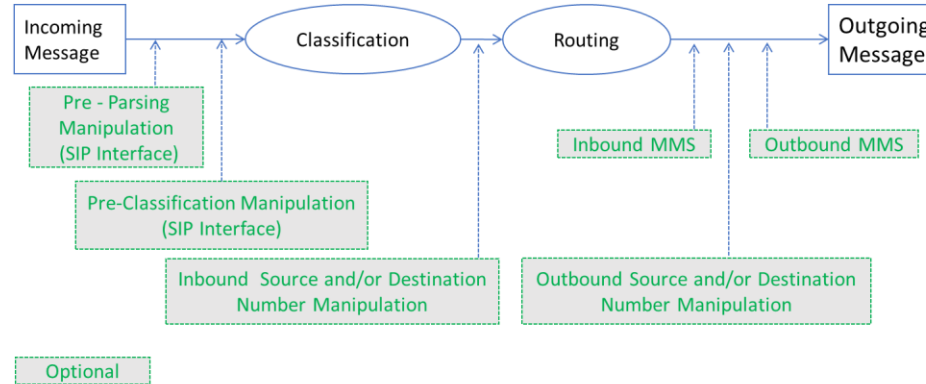 Incoming
Message
Classification
Routing
Outgoing
Message
Pre - Parsing
Manipulation
(SIP Interface)
Inbound MMS
Outbound MMS
Pre-Classification Manipulation
(SIP Interface)
Inbound Source and/or Destination
Number Manipulation
Outbound Source and/or Destination
Number Manipulation
Optional